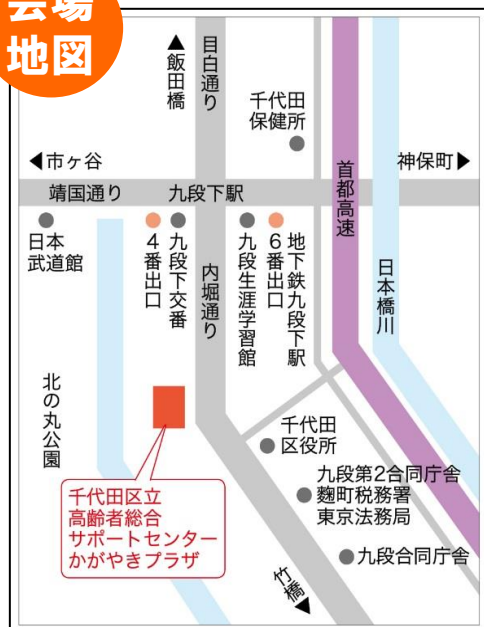 会場
地図
▲飯田橋
目白通り
千代田
保健所
◀市ヶ谷
神保町▶
靖国通り
九段下駅
首都高速
日本
武道館
4番出口
九段下交番
内堀通り
九段生涯学習館
6番出口
地下鉄九段下駅
日本橋川
北の丸公園
千代田
区役所
九段第2合同庁舎
麴町税務署
東京法務局
九段合同庁舎
千代田区立
高齢者総合
サポートセンター
かがやきプラザ
竹橋▼